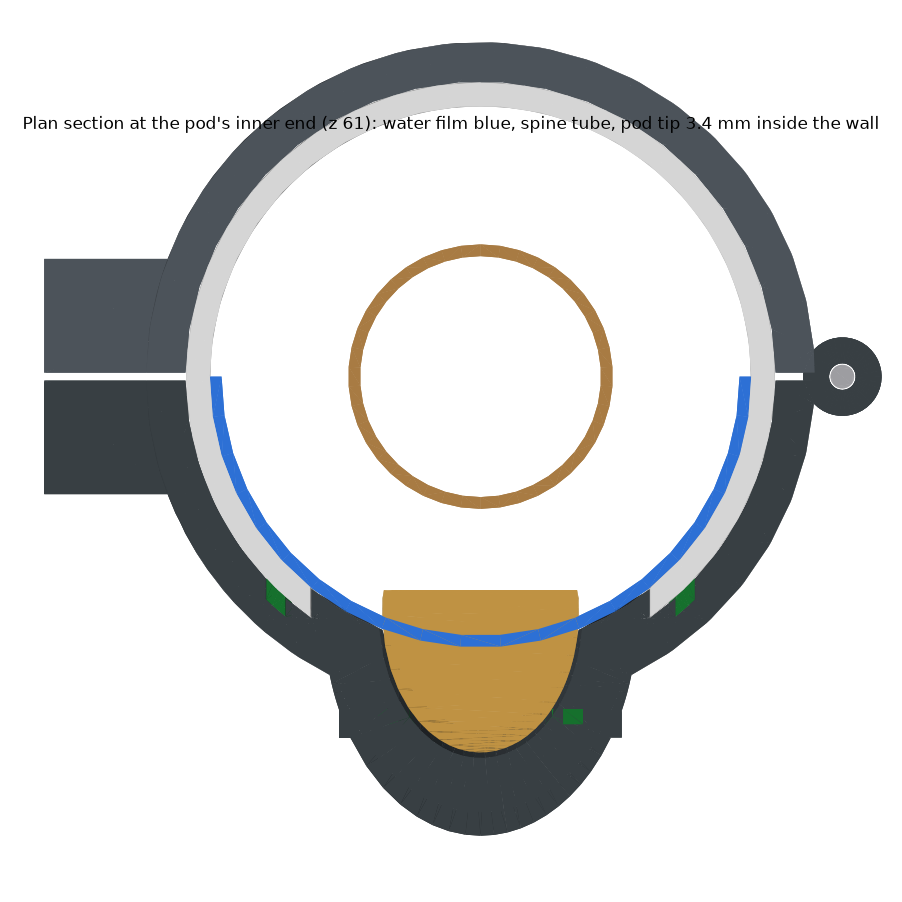 Plan section at the pod's inner end (z 61): water film blue, spine tube, pod tip 3.4 mm inside the wall